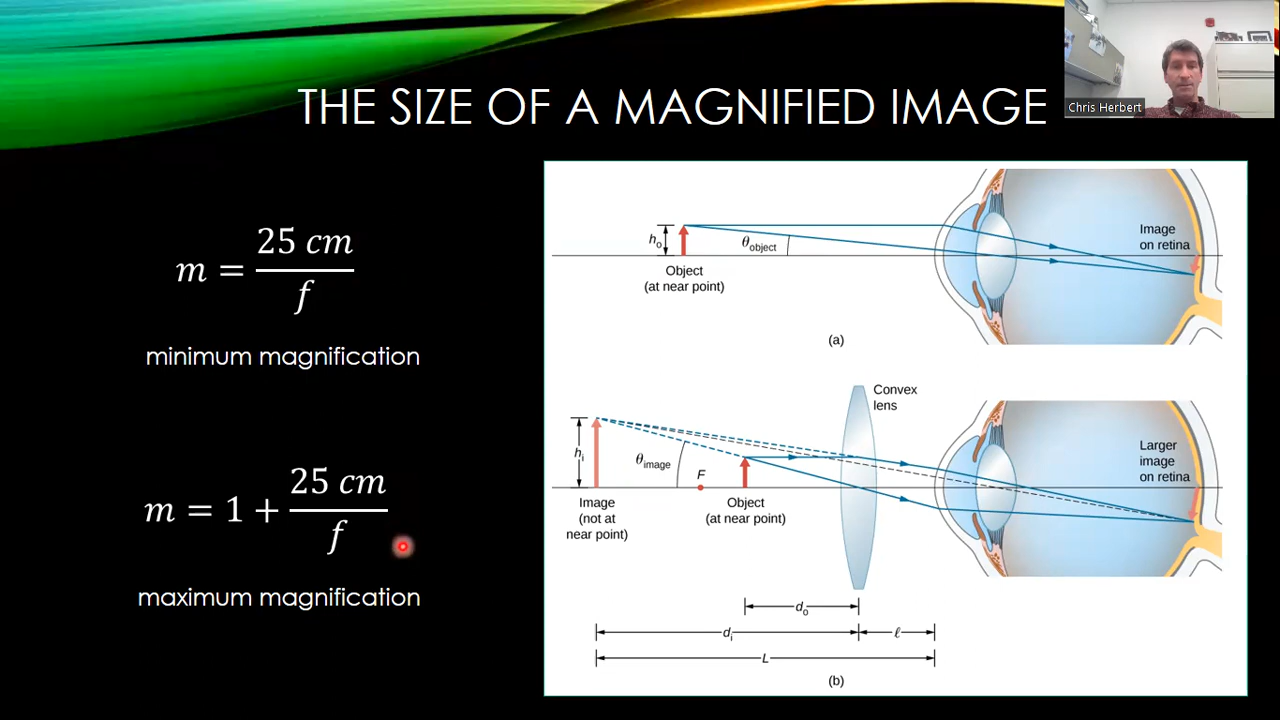 THE SIZE OF A MAGNIFIED IMAGE
Chris Herbert
m = 25 cm / f
minimum magnification
m = 1 + 25 cm / f
maximum magnification
hₒ
θobject
Object
(at near point)
Image
on retina
(a)
Convex
lens
hᵢ
θimage
F
Image
(not at
near point)
Object
(at near point)
Larger
image
on retina
dₒ
dᵢ
ℓ
L
(b)